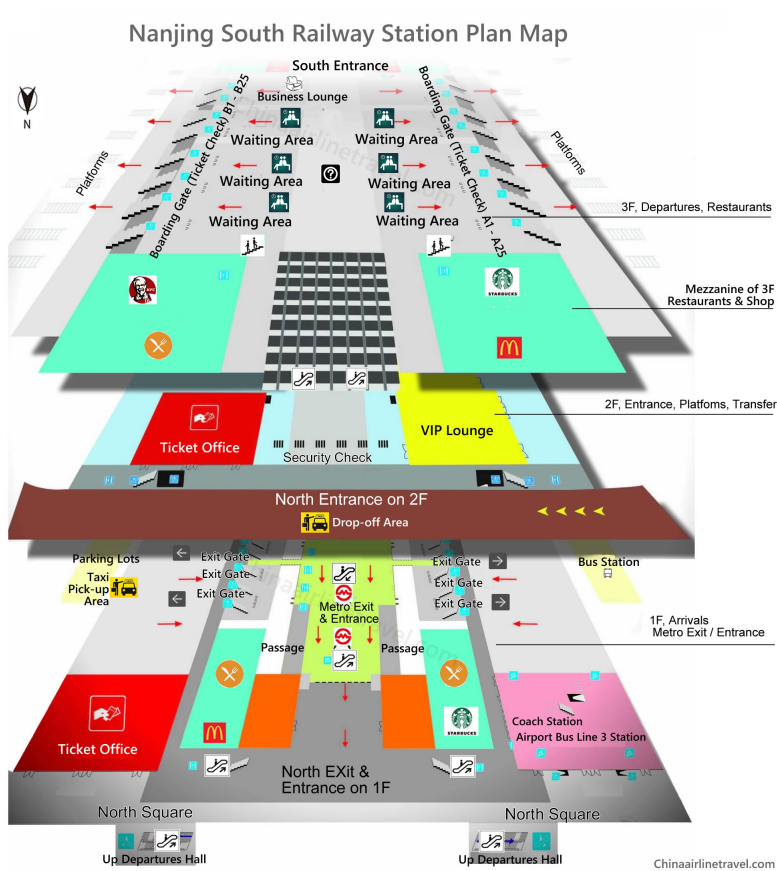 Nanjing South Railway Station Plan Map
South Entrance
N
Business Lounge
Boarding Gate (Ticket Check) B1 - B25
Boarding Gate (Ticket Check) A1 - A25
Platforms
Platforms
Waiting Area
Waiting Area
Waiting Area
Waiting Area
Waiting Area
Waiting Area
3F, Departures, Restaurants
KFC
STARBUCKS
Mezzanine of 3F
Restaurants & Shop
2F, Entrance, Platfoms, Transfer
Ticket Office
VIP Lounge
Security Check
North Entrance on 2F
Drop-off Area
Parking Lots
Taxi
Pick-up
Area
Exit Gate
Exit Gate
Exit Gate
Exit Gate
Exit Gate
Exit Gate
Bus Station
Metro Exit
& Entrance
Passage
Passage
1F, Arrivals
Metro Exit / Entrance
Ticket Office
STARBUCKS
Coach Station
Airport Bus Line 3 Station
North EXit &
Entrance on 1F
North Square
North Square
Up Departures Hall
Up Departures Hall
Chinaairlinetravel.com